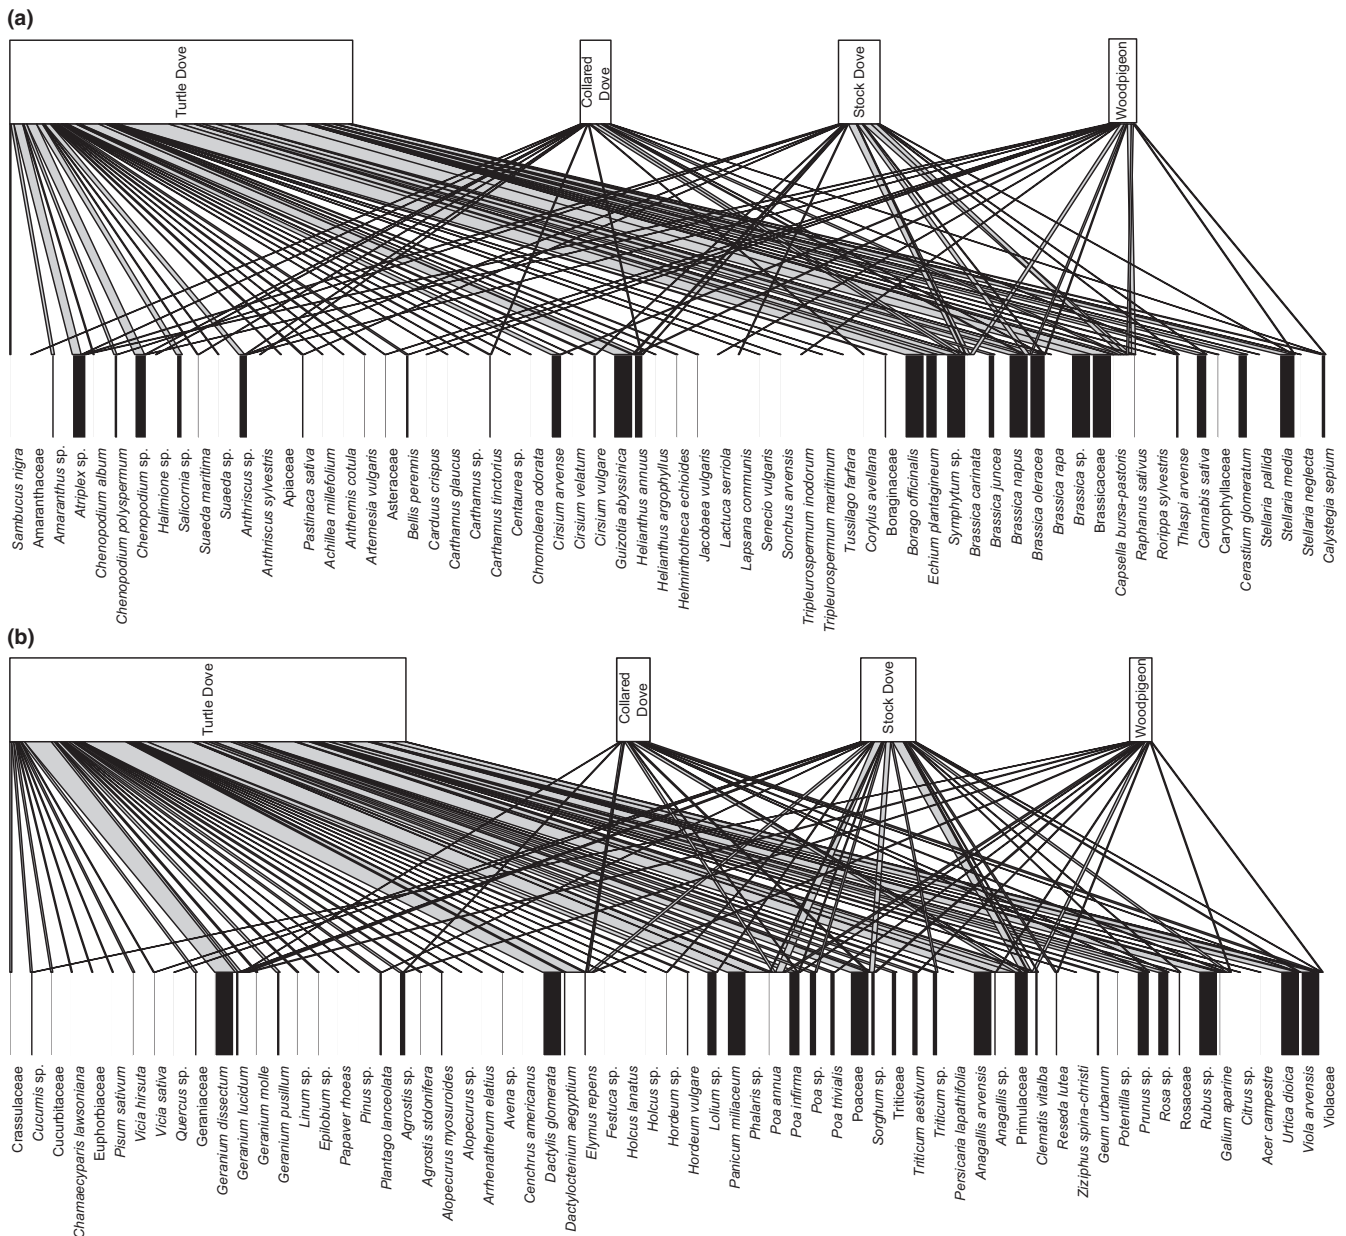 (a)
Turtle Dove
Collared
Dove
Stock Dove
Woodpigeon
Sambucus nigra
Amaranthaceae
Amaranthus sp.
Atriplex sp.
Chenopodium album
Chenopodium polyspermum
Chenopodium sp.
Halimione sp.
Salicornia sp.
Suaeda maritima
Suaeda sp.
Anthriscus sp.
Anthriscus sylvestris
Apiaceae
Pastinaca sativa
Achillea millefolium
Anthemis cotula
Artemesia vulgaris
Asteraceae
Bellis perennis
Carduus crispus
Carthamus glaucus
Carthamus sp.
Carthamus tinctorius
Centaurea sp.
Chromolaena odorata
Cirsium arvense
Cirsium velatum
Cirsium vulgare
Guizotia abyssinica
Helianthus annuus
Helianthus argophyllus
Helminthotheca echioides
Jacobaea vulgaris
Lactuca serriola
Lapsana communis
Senecio vulgaris
Sonchus arvensis
Tripleurospermum inodorum
Tripleurospermum maritimum
Tussilago farfara
Corylus avellana
Boraginaceae
Borago officinalis
Echium plantagineum
Symphytum sp.
Brassica carinata
Brassica juncea
Brassica napus
Brassica oleracea
Brassica rapa
Brassica sp.
Brassicaceae
Capsella bursa-pastoris
Raphanus sativus
Rorippa sylvestris
Thlaspi arvense
Cannabis sativa
Caryophyllaceae
Cerastium glomeratum
Stellaria pallida
Stellaria media
Stellaria neglecta
Calystegia sepium
(b)
Turtle Dove
Collared
Dove
Stock Dove
Woodpigeon
Crassulaceae
Cucumis sp.
Cucurbitaceae
Chamaecyparis lawsoniana
Euphorbiaceae
Pisum sativum
Vicia hirsuta
Vicia sativa
Quercus sp.
Geraniaceae
Geranium dissectum
Geranium lucidum
Geranium molle
Geranium pusillum
Linum sp.
Epilobium sp.
Papaver rhoeas
Pinus sp.
Plantago lanceolata
Agrostis sp.
Agrostis stolonifera
Alopecurus myosuroides
Alopecurus sp.
Arrhenatherum elatius
Avena sp.
Cenchrus americanus
Dactylis glomerata
Dactyloctenium aegyptium
Elymus repens
Festuca sp.
Holcus lanatus
Holcus sp.
Hordeum sp.
Hordeum vulgare
Lolium sp.
Panicum miliaceum
Phalaris sp.
Poa annua
Poa infirma
Poa sp.
Poa trivialis
Poaceae
Sorghum sp.
Triticeae
Triticum aestivum
Triticum sp.
Persicaria lapathifolia
Anagallis arvensis
Anagallis sp.
Primulaceae
Clematis vitalba
Reseda lutea
Ziziphus spina-christi
Geum urbanum
Potentilla sp.
Prunus sp.
Rosa sp.
Rosaceae
Rubus sp.
Galium aparine
Citrus sp.
Acer campestre
Urtica dioica
Viola arvensis
Violaceae